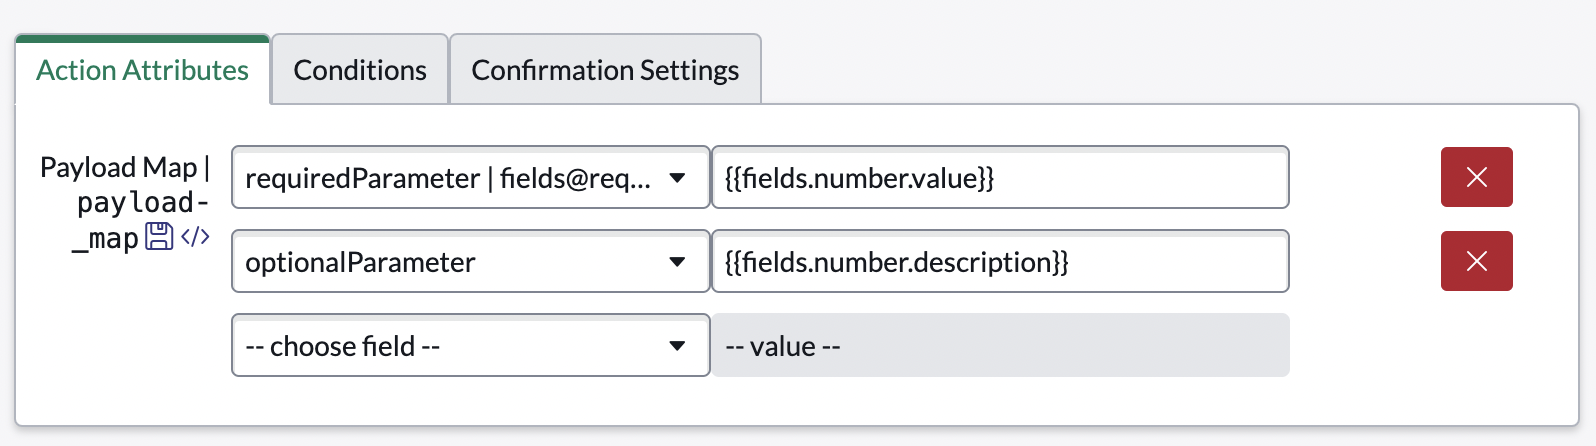 Action Attributes
Conditions
Confirmation Settings
Payload Map |
payload-
_map </>
requiredParameter | fields@req...
{{fields.number.value}}
optionalParameter
{{fields.number.description}}
-- choose field --
-- value --